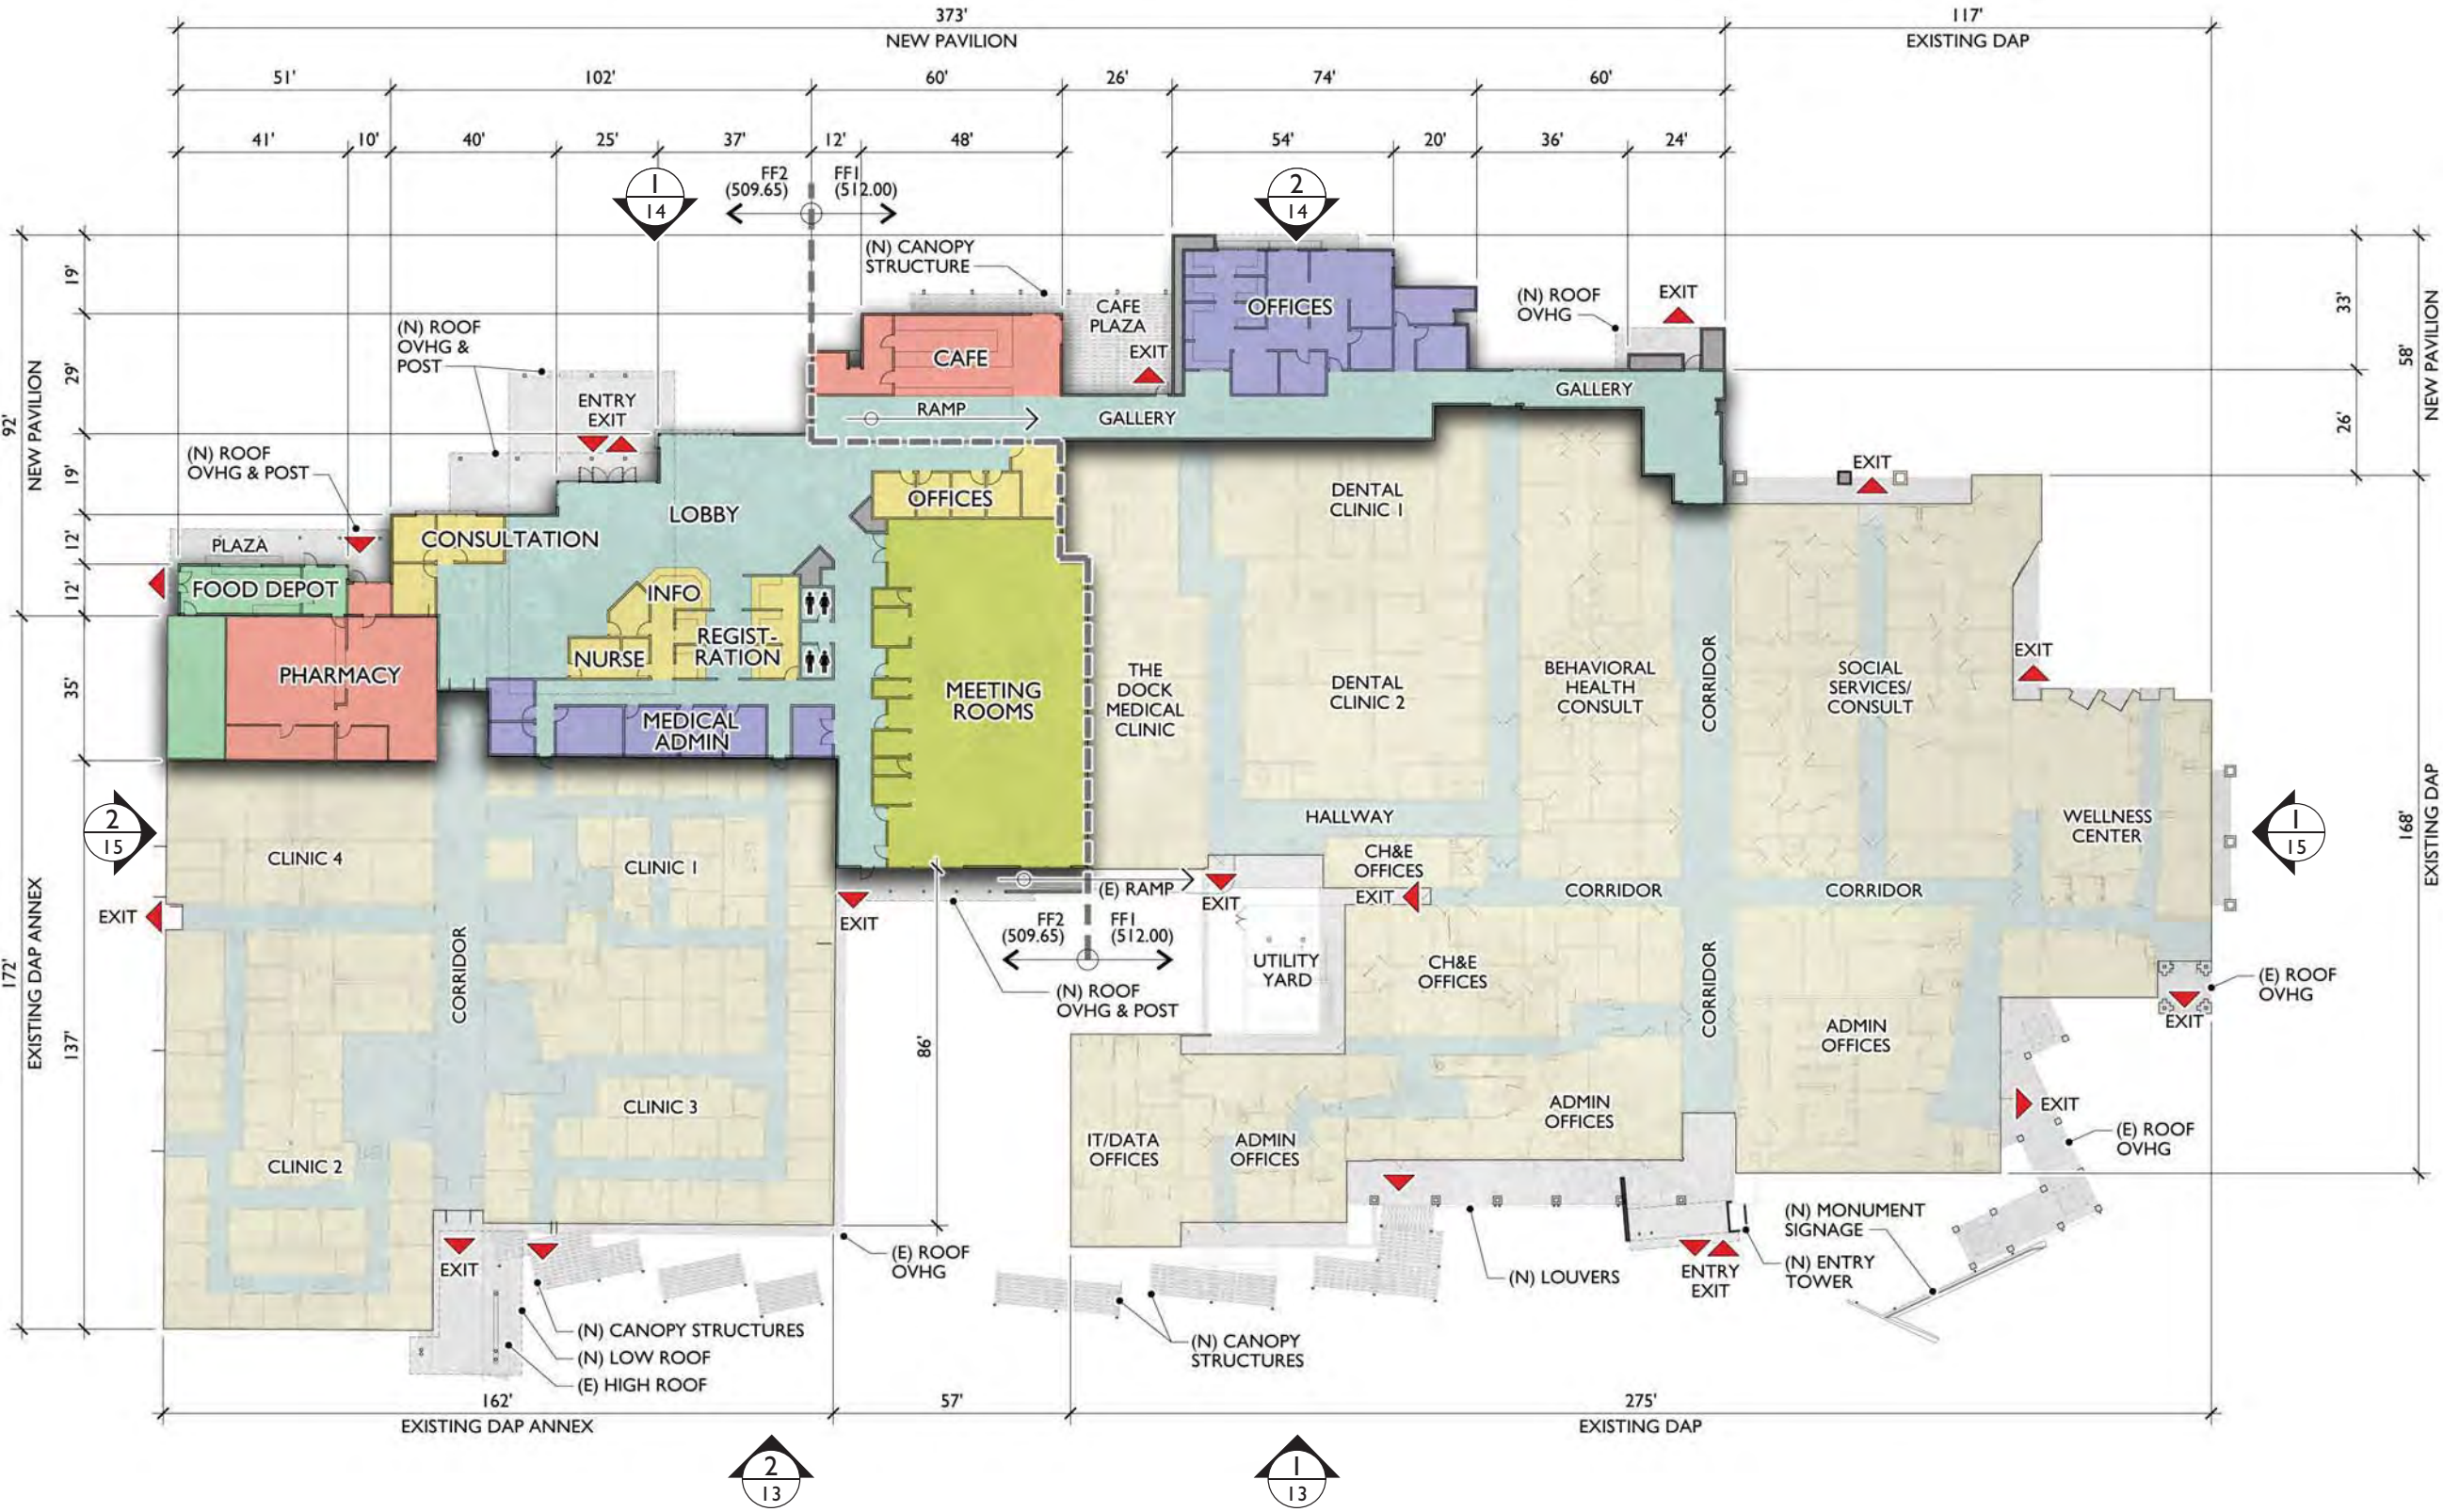 373'
NEW PAVILION
117'
EXISTING DAP
51'
102'
60'
26'
74'
60'
41'
10'
40'
25'
37'
12'
48'
54'
20'
36'
24'
FF2
(509.65)
FF1
(512.00)
1
14
2
14
92'
NEW PAVILION
19'
29'
19'
12'
12'
35'
172'
EXISTING DAP ANNEX
137'
33'
26'
58'
NEW PAVILION
168'
EXISTING DAP
(N) CANOPY
STRUCTURE
CAFE
PLAZA
EXIT
OFFICES
(N) ROOF
OVHG
EXIT
(N) ROOF
OVHG &
POST
ENTRY
EXIT
CAFE
RAMP
GALLERY
GALLERY
(N) ROOF
OVHG & POST
PLAZA
CONSULTATION
LOBBY
OFFICES
FOOD DEPOT
INFO
REGIST-
RATION
NURSE
PHARMACY
MEDICAL
ADMIN
MEETING
ROOMS
THE
DOCK
MEDICAL
CLINIC
DENTAL
CLINIC 1
DENTAL
CLINIC 2
BEHAVIORAL
HEALTH
CONSULT
CORRIDOR
SOCIAL
SERVICES/
CONSULT
EXIT
EXIT
WELLNESS
CENTER
HALLWAY
CH&E
OFFICES
EXIT
CORRIDOR
CORRIDOR
2
15
1
15
CLINIC 4
CLINIC 1
EXIT
CORRIDOR
EXIT
(E) RAMP
EXIT
FF2
(509.65)
FF1
(512.00)
(N) ROOF
OVHG & POST
UTILITY
YARD
CH&E
OFFICES
CORRIDOR
ADMIN
OFFICES
(E) ROOF
OVHG
EXIT
86'
CLINIC 3
CLINIC 2
IT/DATA
OFFICES
ADMIN
OFFICES
ADMIN
OFFICES
EXIT
(E) ROOF
OVHG
(N) MONUMENT
SIGNAGE
(N) ENTRY
TOWER
ENTRY
EXIT
(N) LOUVERS
EXIT
(E) ROOF
OVHG
(N) CANOPY STRUCTURES
(N) LOW ROOF
(E) HIGH ROOF
(N) CANOPY
STRUCTURES
162'
EXISTING DAP ANNEX
57'
275'
EXISTING DAP
2
13
1
13